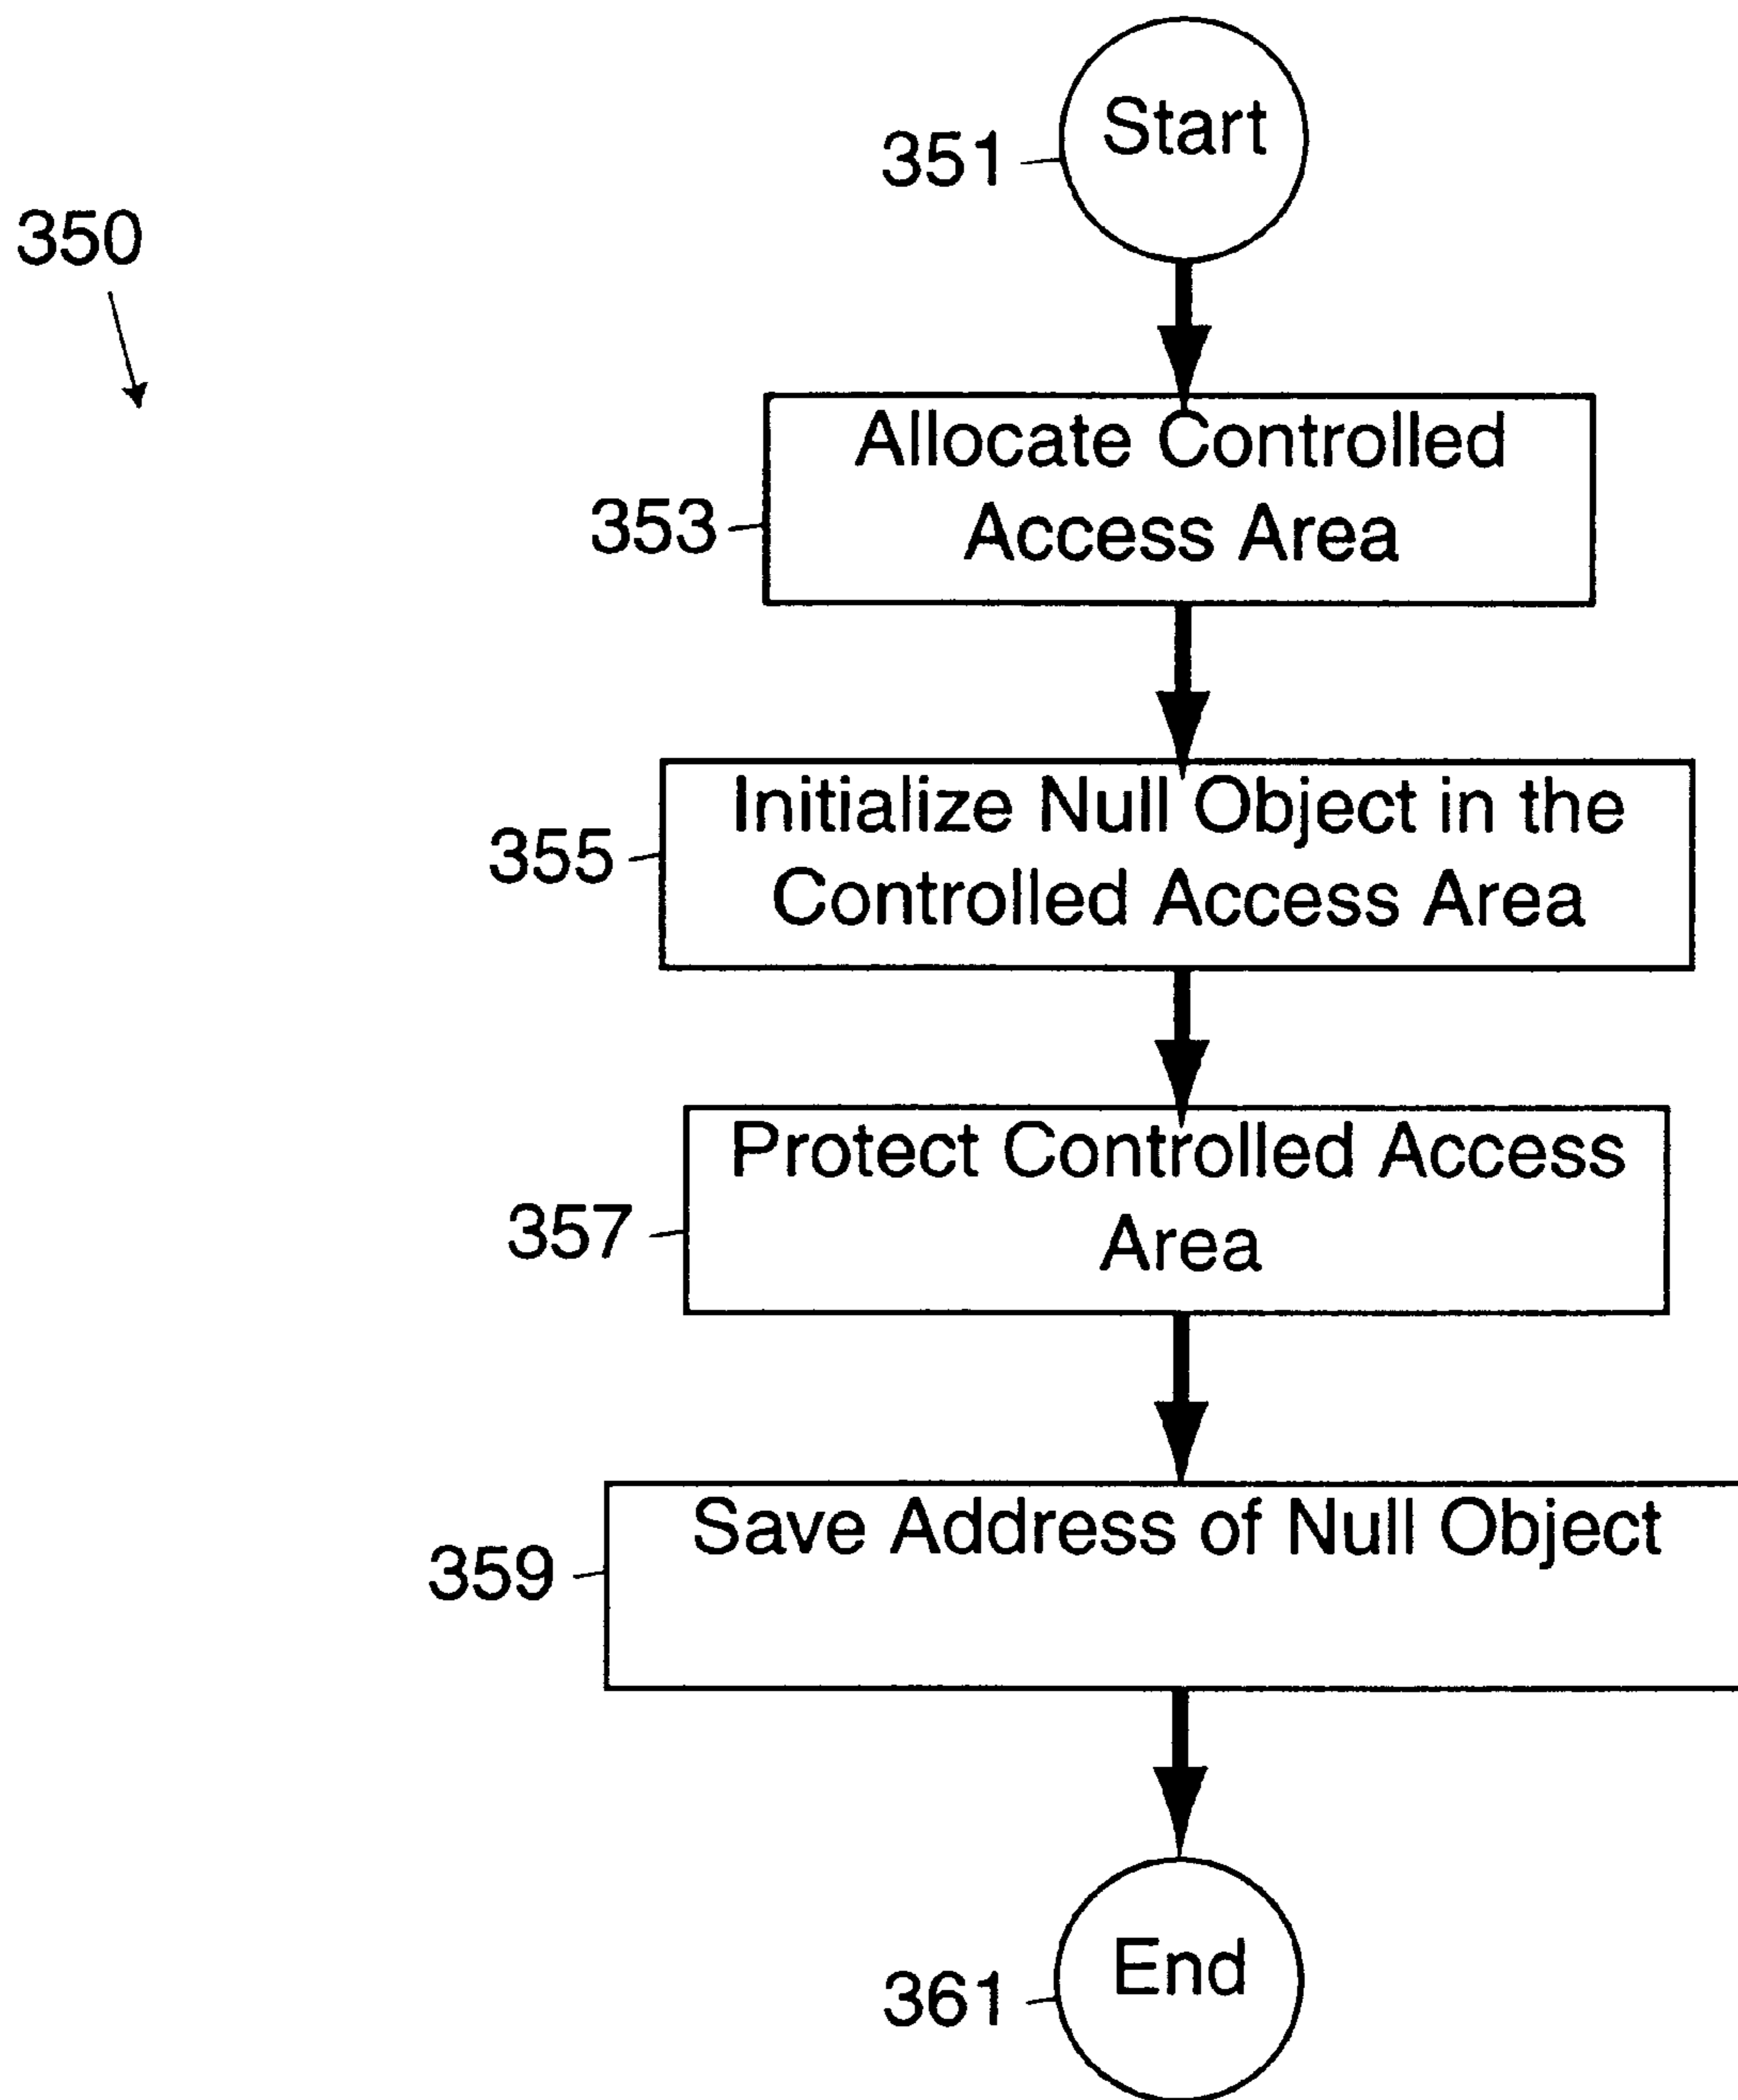 Start
351
350
Allocate Controlled
Access Area
353
Initialize Null Object in the
Controlled Access Area
355
Protect Controlled Access
Area
357
Save Address of Null Object
359
End
361